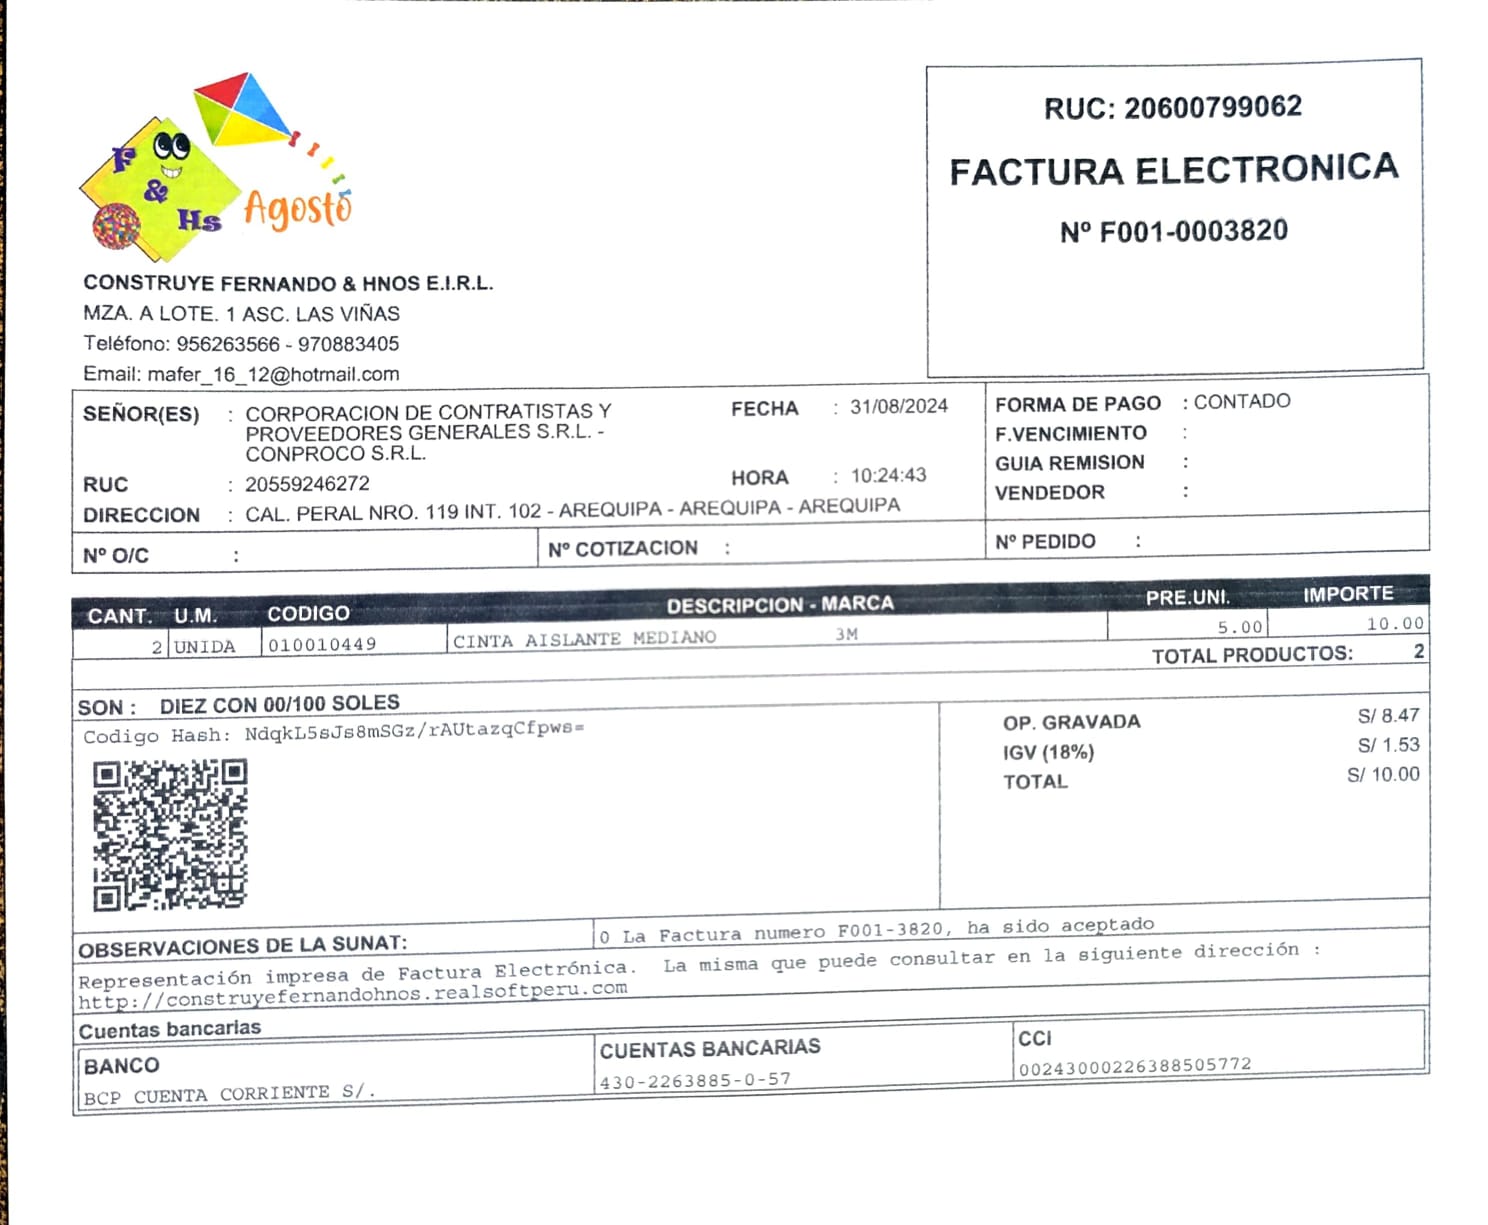 RUC: 20600799062
FACTURA ELECTRONICA
Nº F001-0003820
F
&
Hs
Agosto
CONSTRUYE FERNANDO & HNOS E.I.R.L.
MZA. A LOTE. 1 ASC. LAS VIÑAS
Teléfono: 956263566 - 970883405
Email: mafer_16_12@hotmail.com
SEÑOR(ES) : CORPORACION DE CONTRATISTAS Y
PROVEEDORES GENERALES S.R.L. -
CONPROCO S.R.L.
FECHA : 31/08/2024
RUC : 20559246272
HORA : 10:24:43
DIRECCION : CAL. PERAL NRO. 119 INT. 102 - AREQUIPA - AREQUIPA - AREQUIPA
FORMA DE PAGO : CONTADO
F.VENCIMIENTO :
GUIA REMISION :
VENDEDOR :
Nº O/C : Nº COTIZACION : Nº PEDIDO :
CANT. U.M. CODIGO DESCRIPCION - MARCA PRE.UNI. IMPORTE
2 UNIDA 010010449 CINTA AISLANTE MEDIANO 3M 5.00 10.00
TOTAL PRODUCTOS: 2
SON : DIEZ CON 00/100 SOLES
Codigo Hash: NdqkL5sJs8mSGz/rAUtazqCfpws=
OP. GRAVADA S/ 8.47
IGV (18%) S/ 1.53
TOTAL S/ 10.00
OBSERVACIONES DE LA SUNAT: 0 La Factura numero F001-3820, ha sido aceptado
Representación impresa de Factura Electrónica. La misma que puede consultar en la siguiente dirección :
http://construyefernandohnos.realsoftperu.com
Cuentas bancarias
BANCO CUENTAS BANCARIAS CCI
BCP CUENTA CORRIENTE S/. 430-2263885-0-57 00243000226388505772